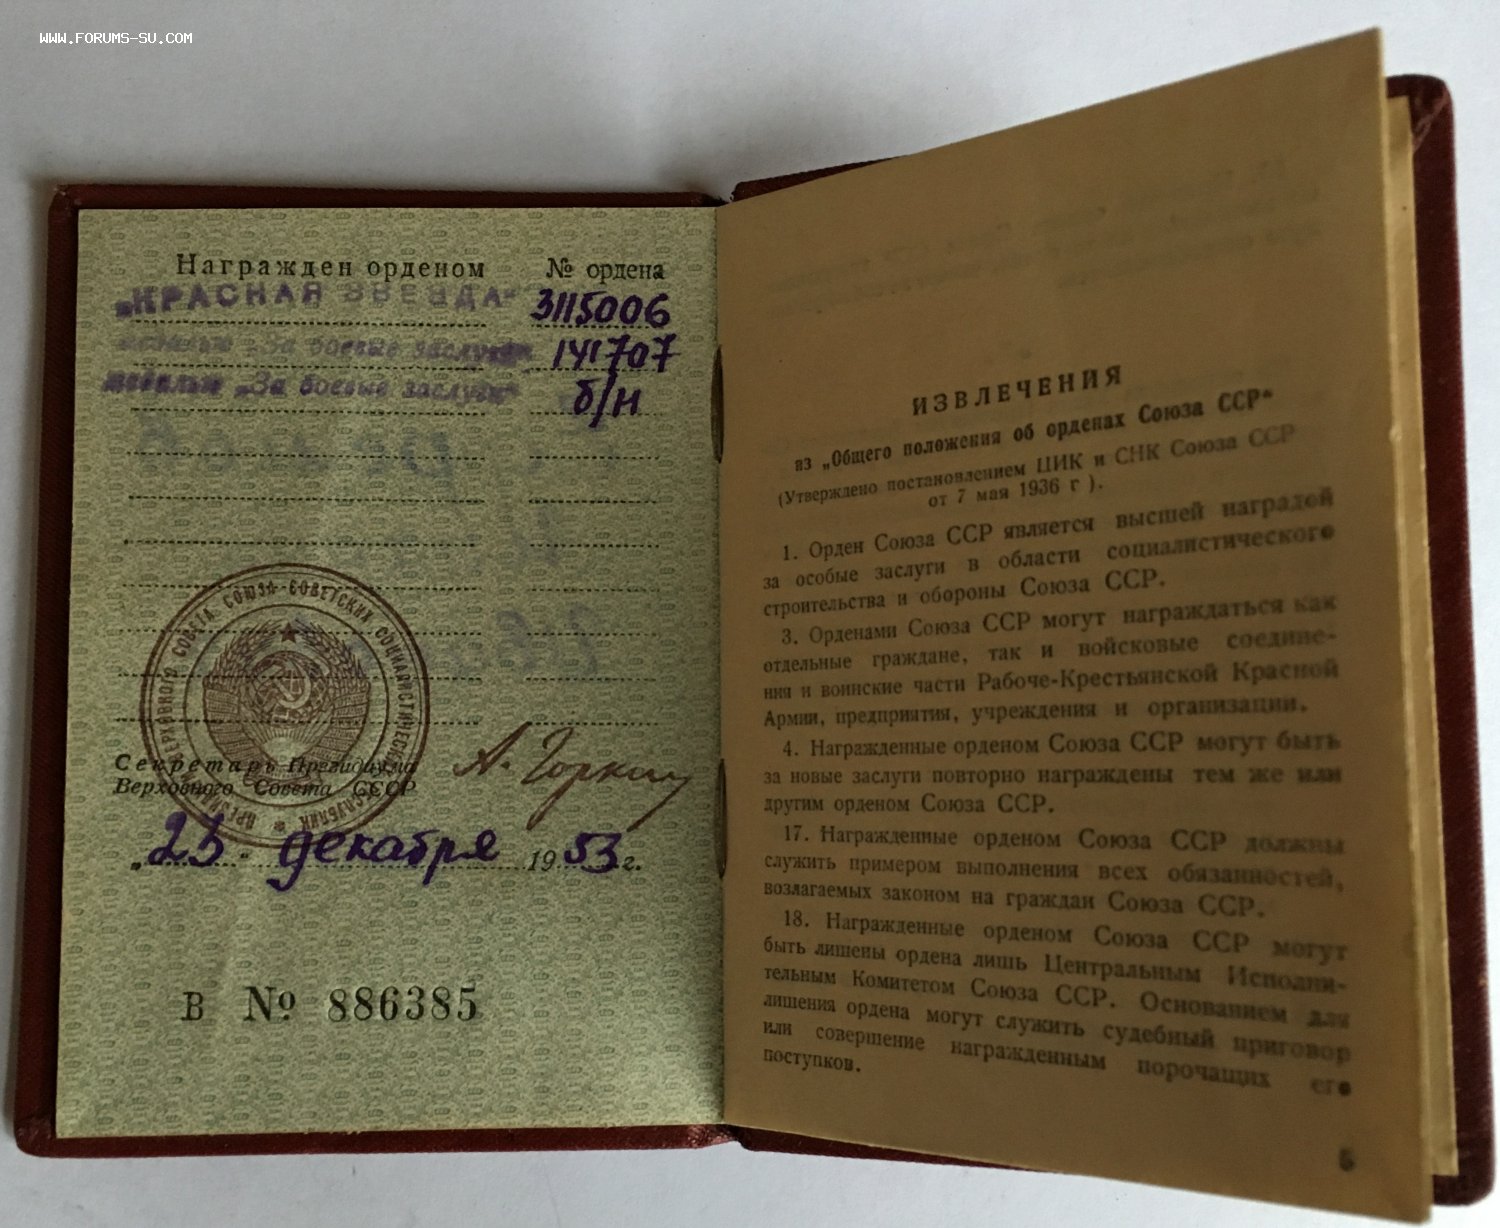 WWW.FORUMS-SU.COM
Награжден орденом № ордена
„КРАСНАЯ ЗВЕЗДА" 3115006
медалью „За боевые заслуги" 141707
медалью „За боевые заслуги" б/н
ПРЕЗИДИУМ ВЕРХОВНОГО СОВЕТА СОЮЗА СОВЕТСКИХ СОЦИАЛИСТИЧЕСКИХ РЕСПУБЛИК
Секретарь Президиума
Верховного Совета СССР
А. Горкин
„23" декабря 1953 г.
В № 886385
ИЗВЛЕЧЕНИЯ
из „Общего положения об орденах Союза ССР"
(Утверждено постановлением ЦИК и СНК Союза ССР
от 7 мая 1936 г ).
1. Орден Союза ССР является высшей наградой
за особые заслуги в области социалистического
строительства и обороны Союза ССР.
3. Орденами Союза ССР могут награждаться как
отдельные граждане, так и войсковые соедине-
ния и воинские части Рабоче-Крестьянской Красной
Армии, предприятия, учреждения и организации.
4. Награжденные орденом Союза ССР могут быть
за новые заслуги повторно награждены тем же или
другим орденом Союза ССР.
17. Награжденные орденом Союза ССР должны
служить примером выполнения всех обязанностей,
возлагаемых законом на граждан Союза ССР.
18. Награжденные орденом Союза ССР могут
быть лишены ордена лишь Центральным Исполни-
тельным Комитетом Союза ССР. Основанием для
лишения ордена могут служить судебный приговор
или совершение награжденным порочащих его
поступков.
5